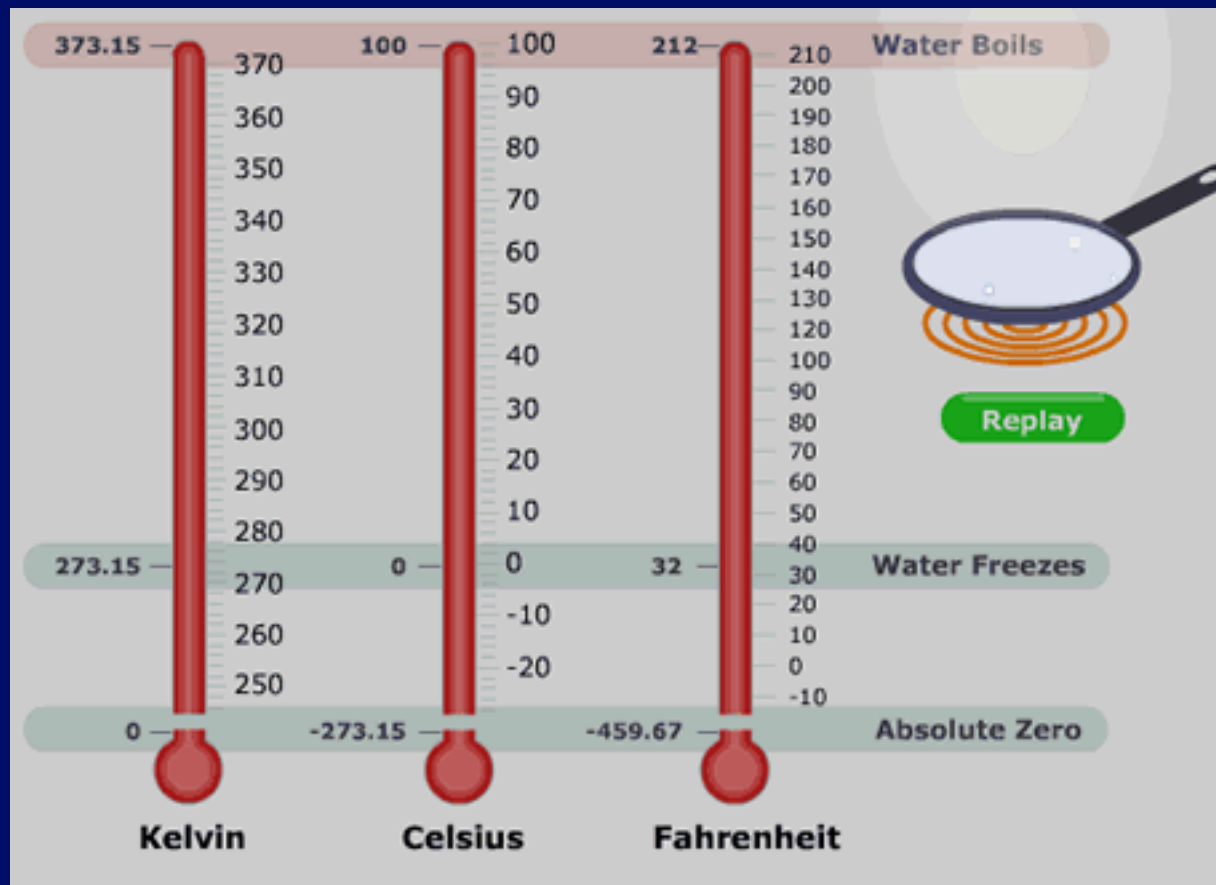 373.15 100 212 Water Boils
370 100 210
360 90 200
350 80 190
340 70 180
330 60 170
320 50 160
310 40 150
300 30 140
290 20 130
280 10 120
270 0 100
260 -10 90
250 -20 80
70
60
50
40
30
20
10
0
-10
Replay
273.15 0 32 Water Freezes
0 -273.15 -459.67 Absolute Zero
Kelvin Celsius Fahrenheit